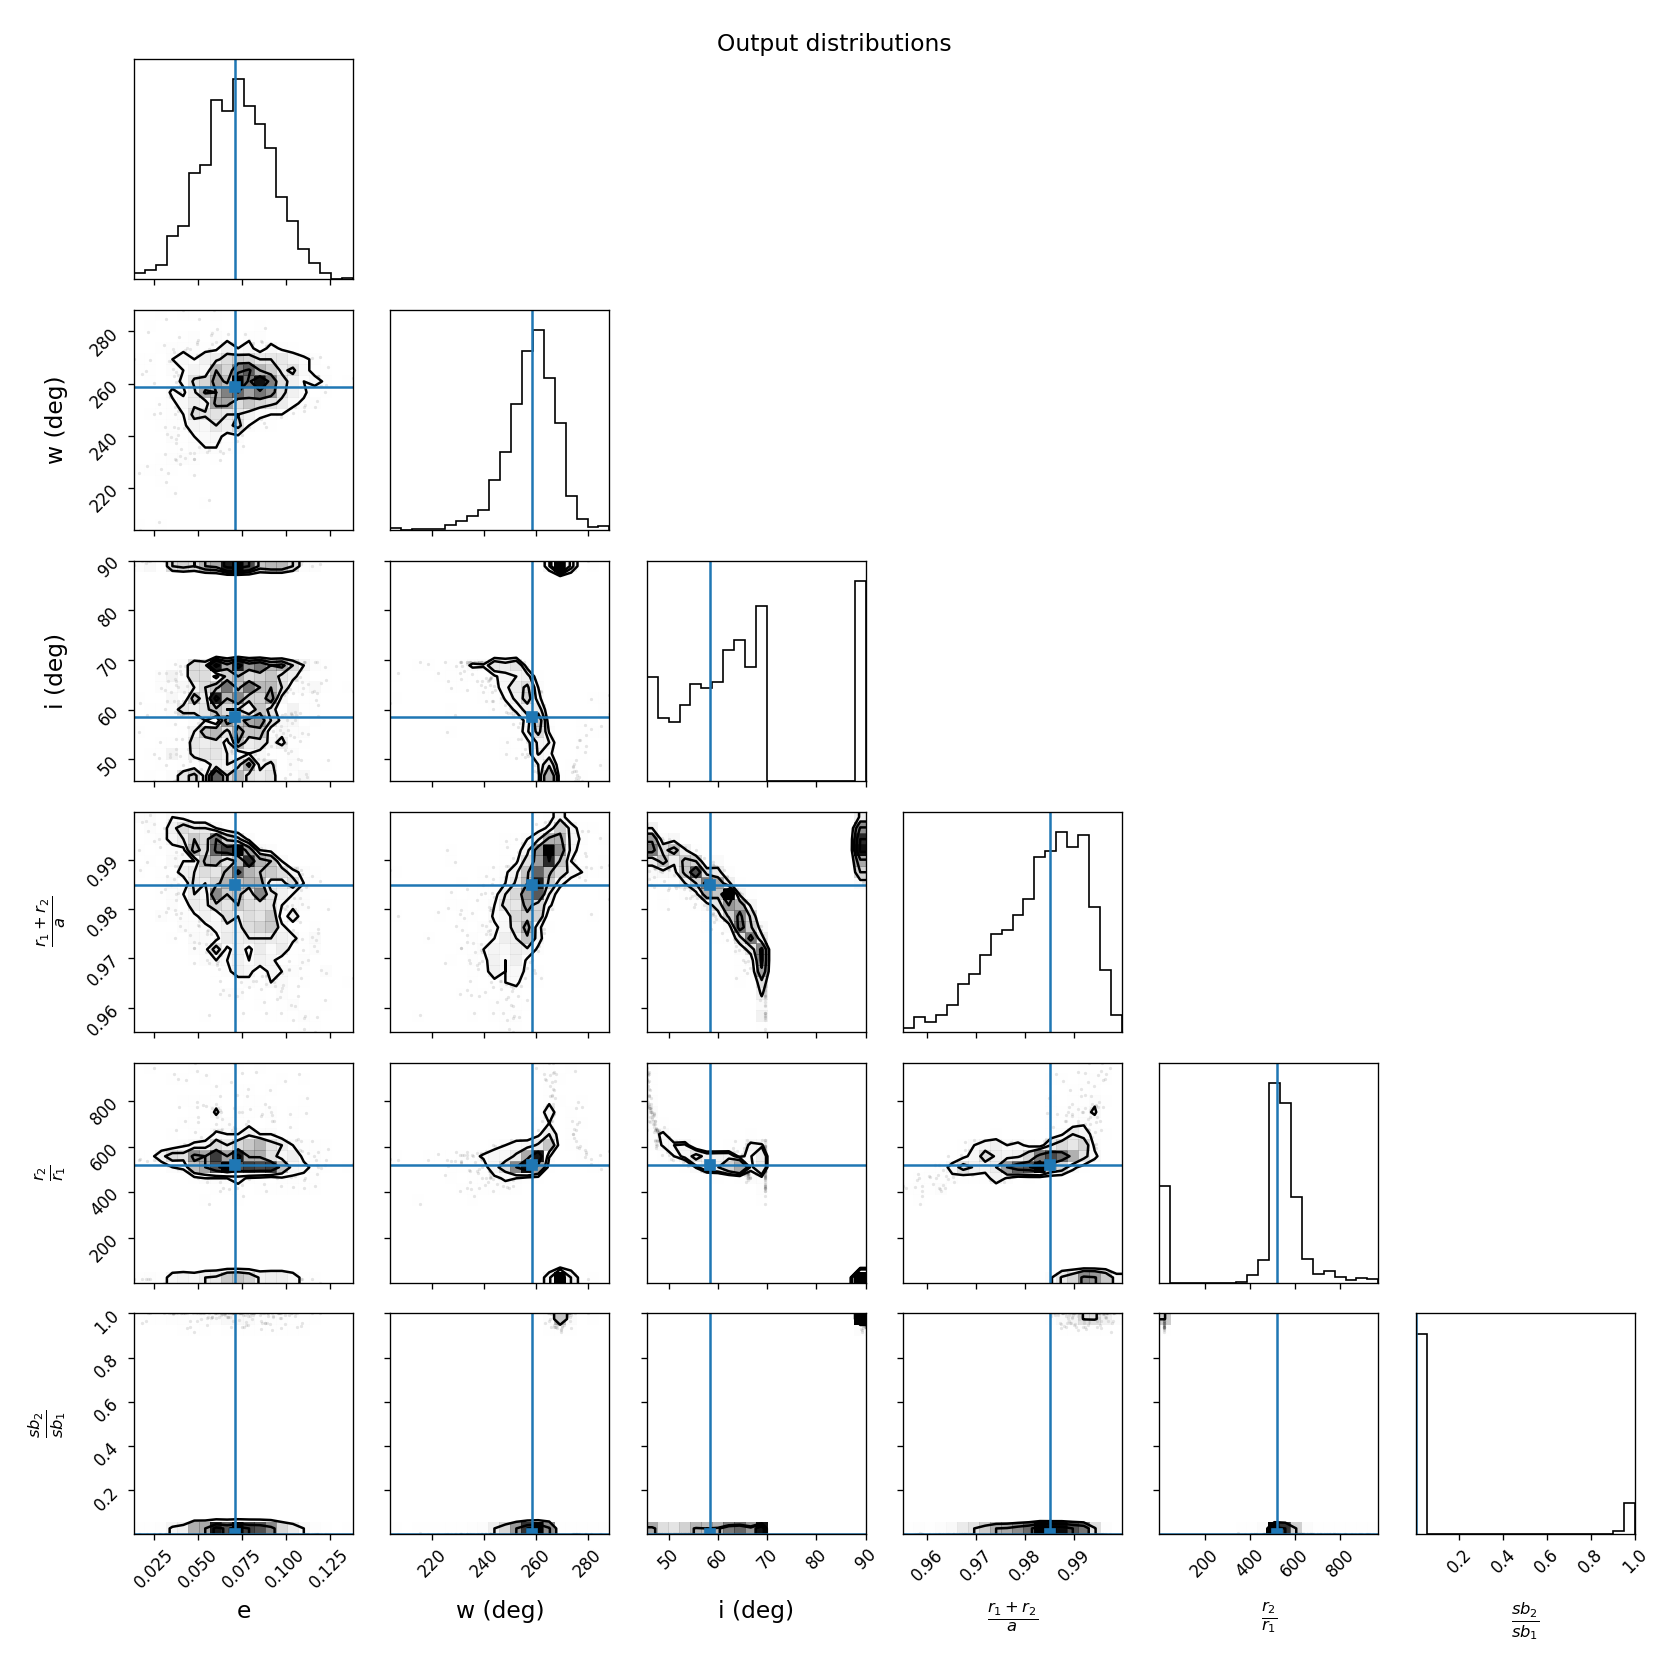 Output distributions
280
260
240
220
w (deg)
90
80
70
60
50
i (deg)
0.99
0.98
0.97
0.96
r₁ + r₂
a
800
600
400
200
r₂
r₁
1.0
0.8
0.6
0.4
0.2
sb₂
sb₁
0.025 0.050 0.075 0.100 0.125
220 240 260 280
50 60 70 80 90
0.96 0.97 0.98 0.99
200 400 600 800
0.2 0.4 0.6 0.8 1.0
e
w (deg)
i (deg)
r₁ + r₂
a
r₂
r₁
sb₂
sb₁